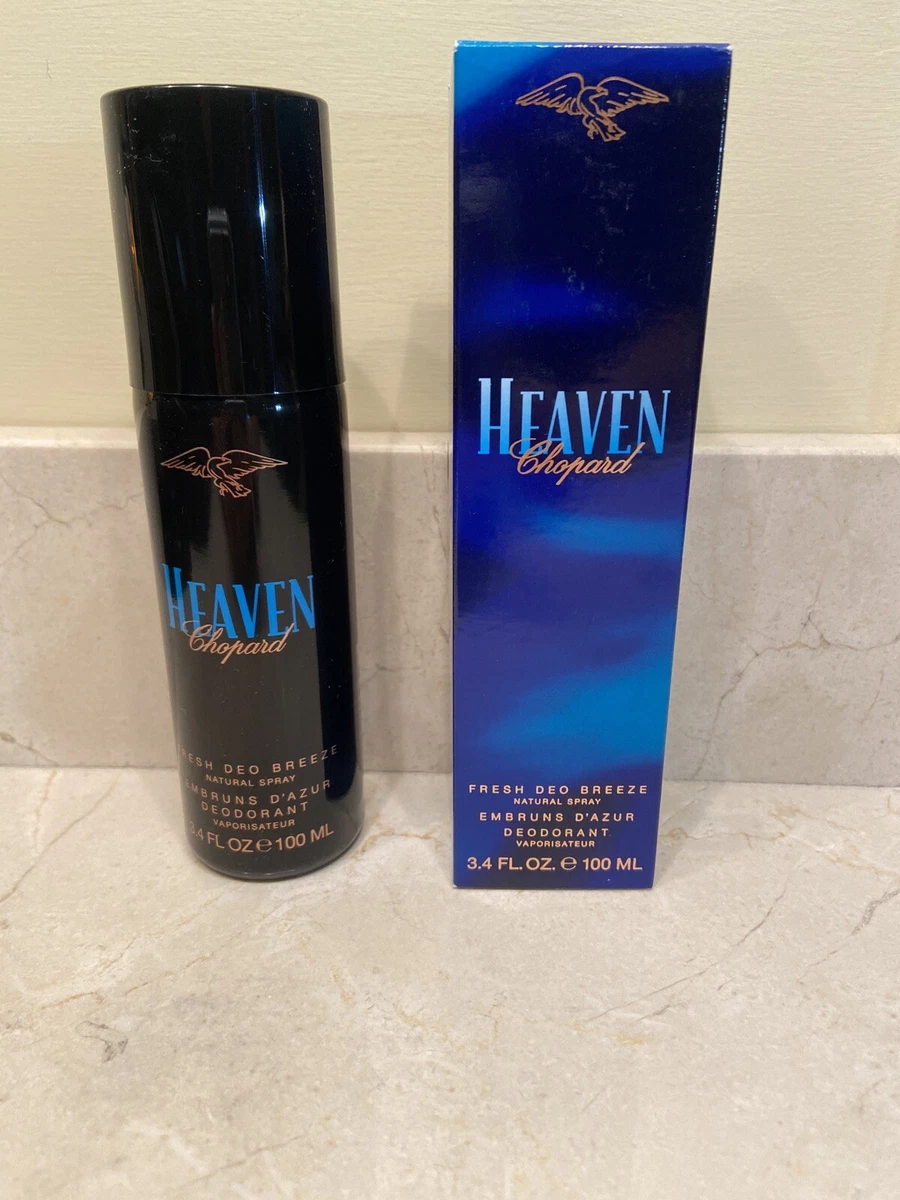 HEAVEN
Chopard
FRESH DEO BREEZE
NATURAL SPRAY
EMBRUNS D'AZUR
DEODORANT
VAPORISATEUR
3.4 FL OZ ℮ 100 ML
HEAVEN
Chopard
FRESH DEO BREEZE
NATURAL SPRAY
EMBRUNS D'AZUR
DEODORANT
VAPORISATEUR
3.4 FL. OZ. ℮ 100 ML